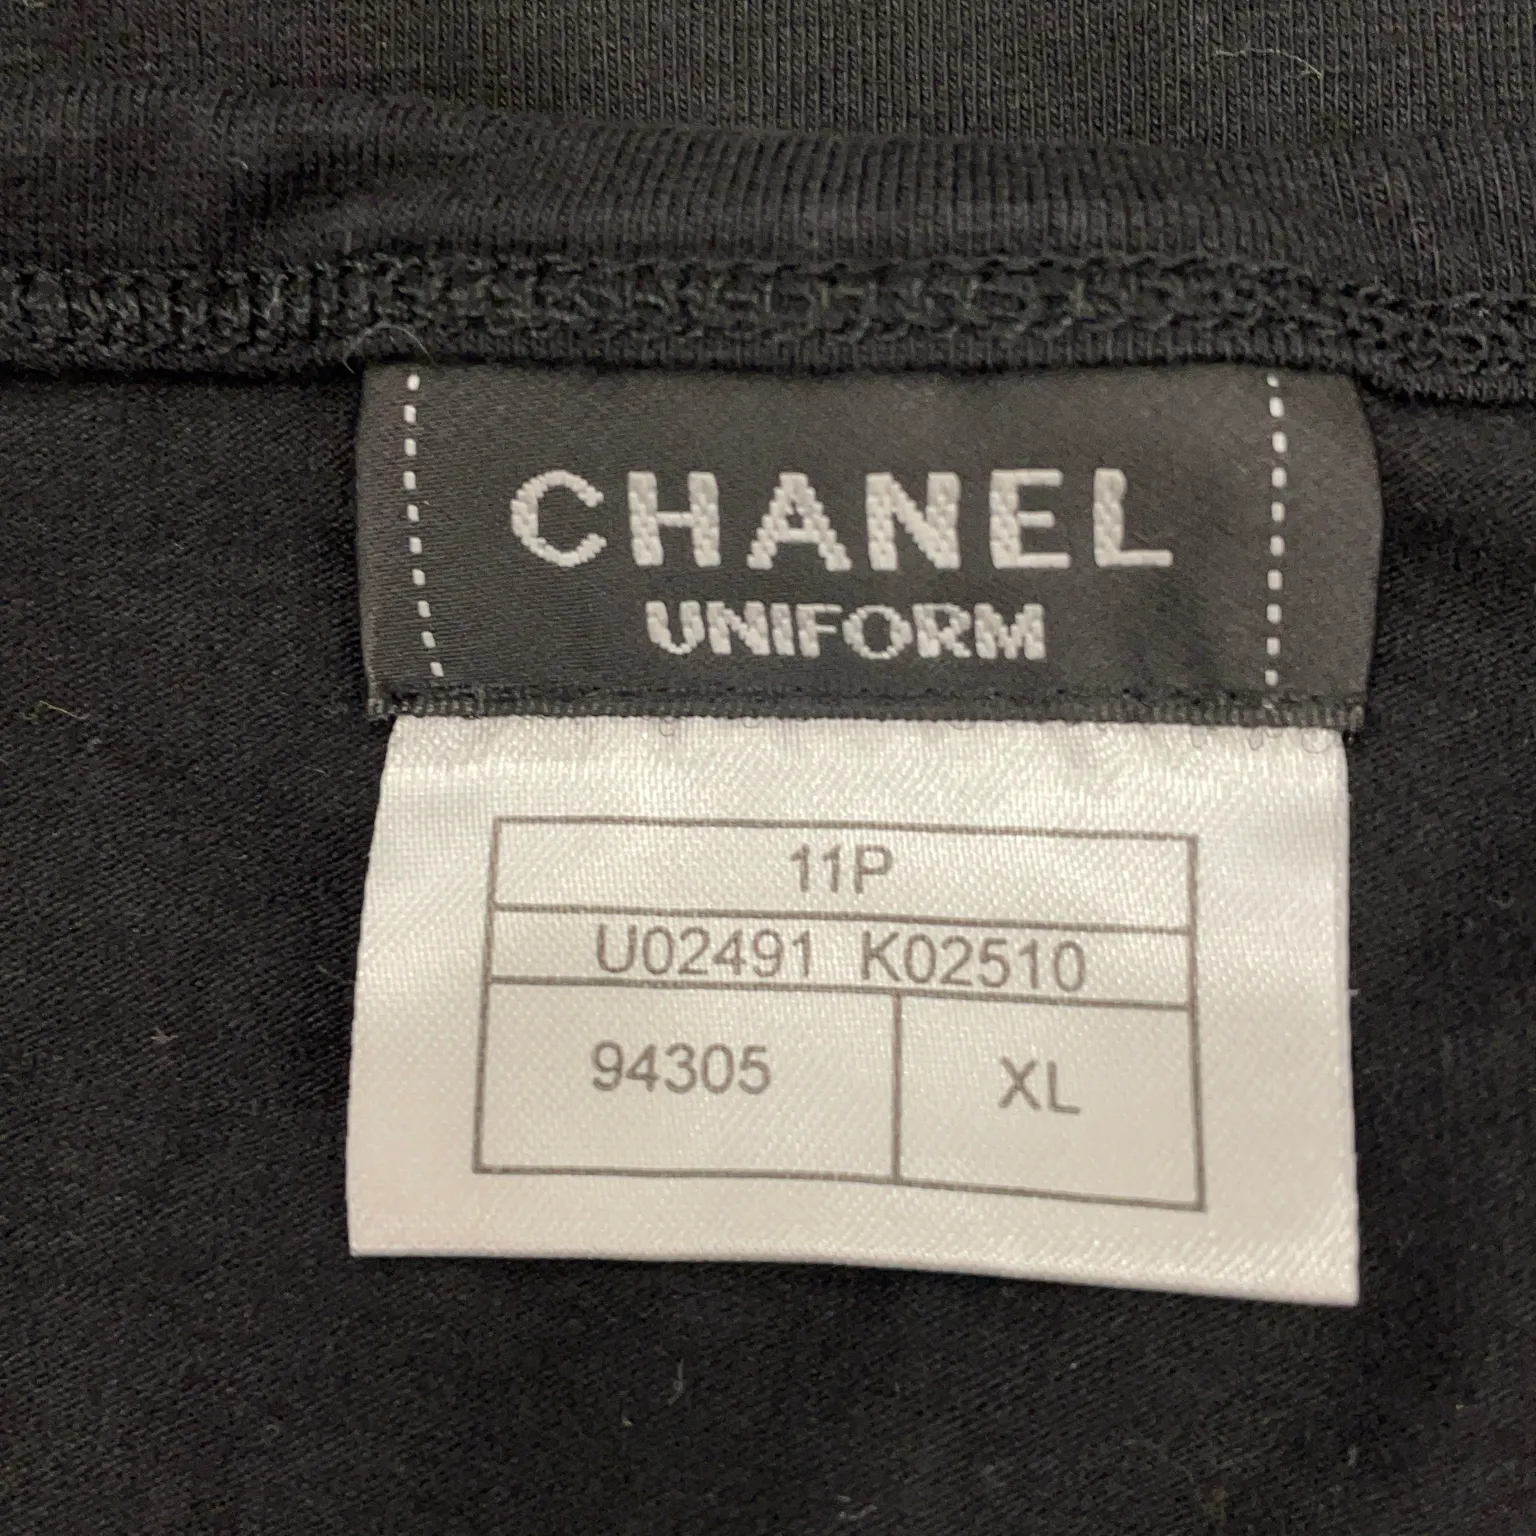 CHANEL
UNIFORM
11P
U02491 K02510
94305 XL